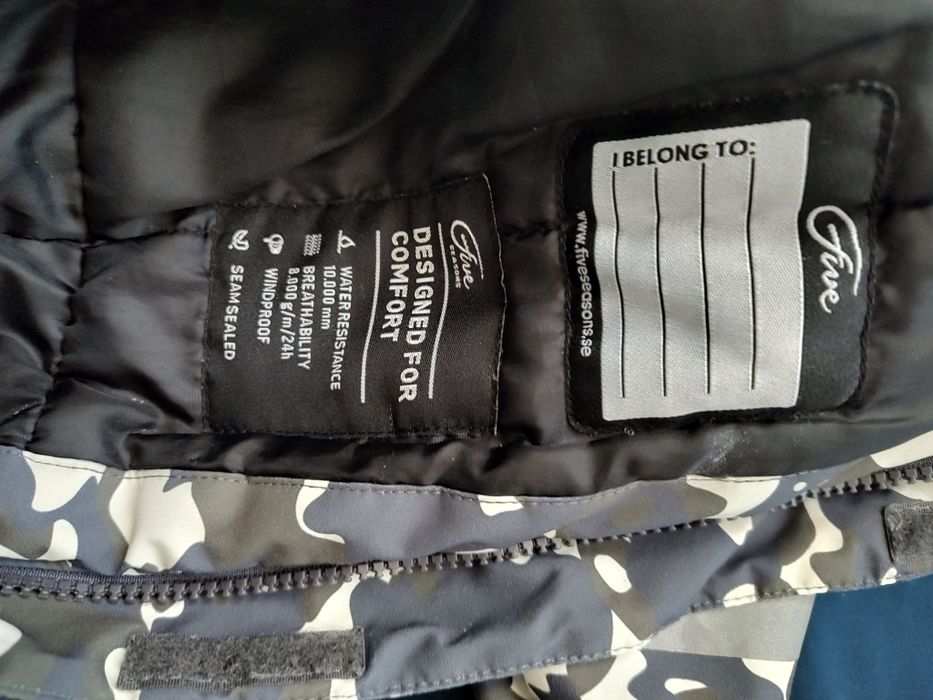 Five
SEASONS
DESIGNED FOR
COMFORT
WATER RESISTANCE
10.000 mm
BREATHABILITY
8.000 g/m/24h
WINDPROOF
SEAM SEALED
I BELONG TO:
Five
www.fiveseasons.se